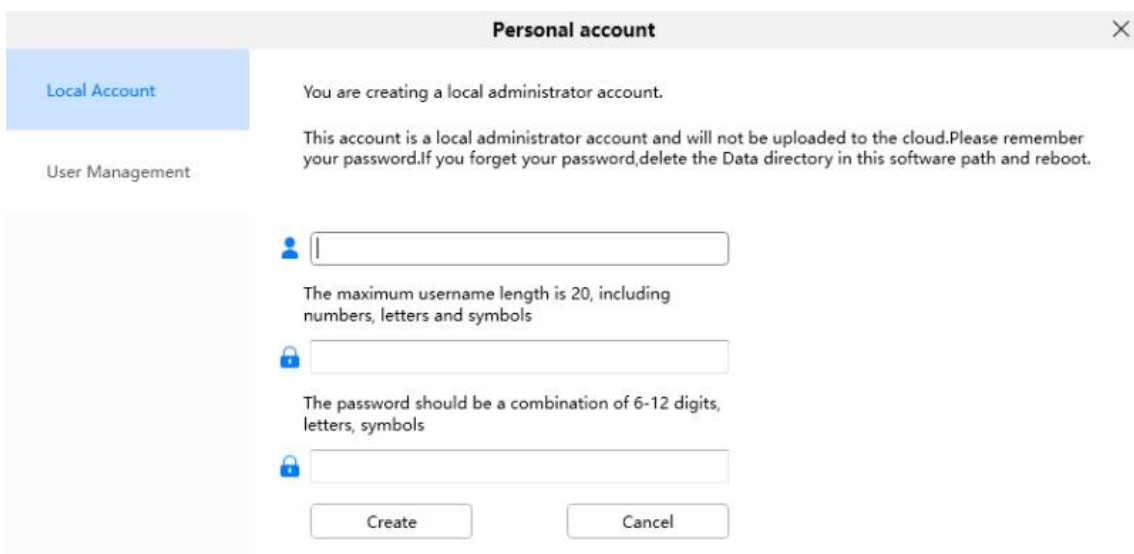 Personal account
Local Account
You are creating a local administrator account.
This account is a local administrator account and will not be uploaded to the cloud.Please remember
your password.If you forget your password,delete the Data directory in this software path and reboot.
User Management
The maximum username length is 20, including
numbers, letters and symbols
The password should be a combination of 6-12 digits,
letters, symbols
Create
Cancel